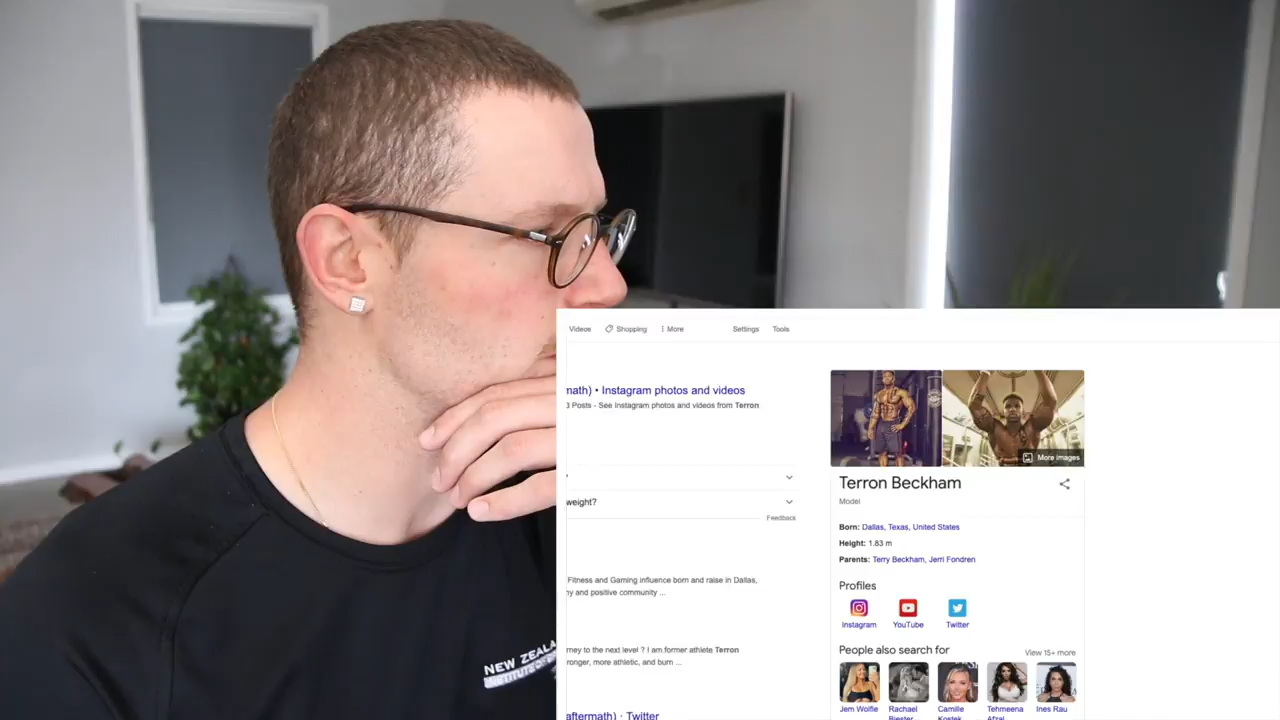 Videos Shopping More Settings Tools
math) • Instagram photos and videos
3 Posts - See Instagram photos and videos from Terron
More images
Terron Beckham
Model
weight?
Feedback
Born: Dallas, Texas, United States
Height: 1.83 m
Parents: Terry Beckham, Jerri Fondren
Fitness and Gaming influence born and raise in Dallas,
ny and positive community ...
Profiles
Instagram YouTube Twitter
rney to the next level ? I am former athlete Terron
ronger, more athletic, and burn ...
People also search for View 15+ more
Jem Wolfie Rachael Camille Tehmeena Ines Rau
Kostek
aftermath) · Twitter
NEW ZEALA
INSTITUTE OF